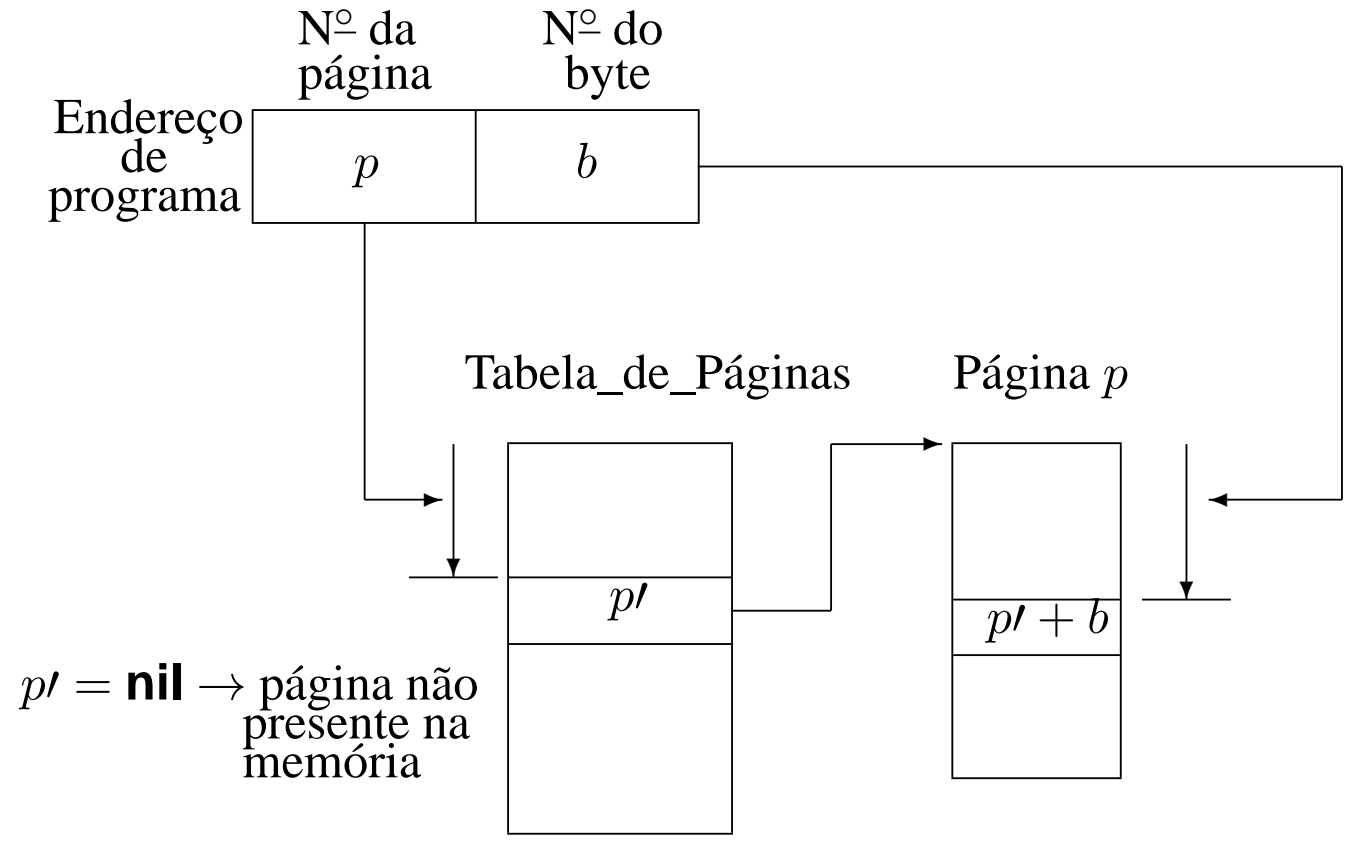 Nº da
página
Nº do
byte
Endereço
de
programa
p
b
Tabela_de_Páginas
Página p
p′
p′ + b
p′ = nil → página não
presente na
memória